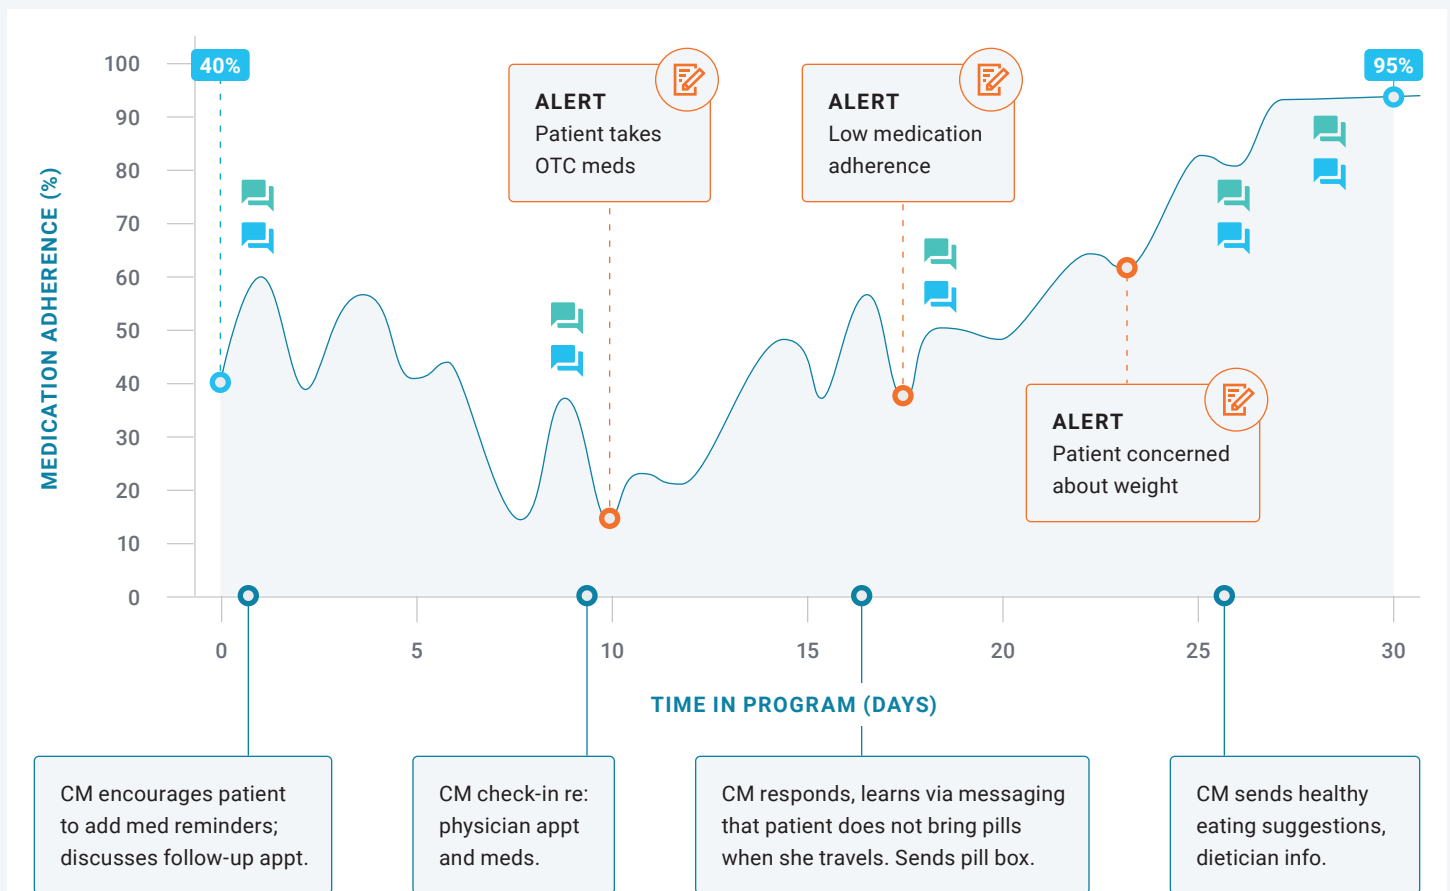 40%
95%
100
90
80
70
60
50
40
30
20
10
0
MEDICATION ADHERENCE (%)
ALERT
Patient takes
OTC meds
ALERT
Low medication
adherence
ALERT
Patient concerned
about weight
0 5 10 15 20 25 30
TIME IN PROGRAM (DAYS)
CM encourages patient
to add med reminders;
discusses follow-up appt.
CM check-in re:
physician appt
and meds.
CM responds, learns via messaging
that patient does not bring pills
when she travels. Sends pill box.
CM sends healthy
eating suggestions,
dietician info.